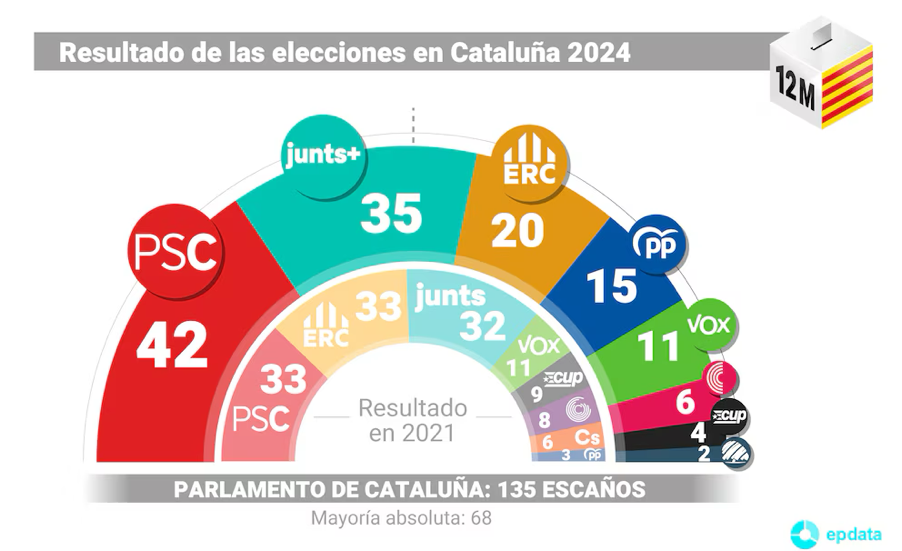 Resultado de las elecciones en Cataluña 2024
12M
junts+
ERC
35
20
PSC
pp
15
42
junts
33
32
ERC
VOX
11
VOX
11
33
PSC
cup
9
6
8
cup
4
Resultado
en 2021
6
Cs
2
3
pp
PARLAMENTO DE CATALUÑA: 135 ESCAÑOS
Mayoría absoluta: 68
epdata